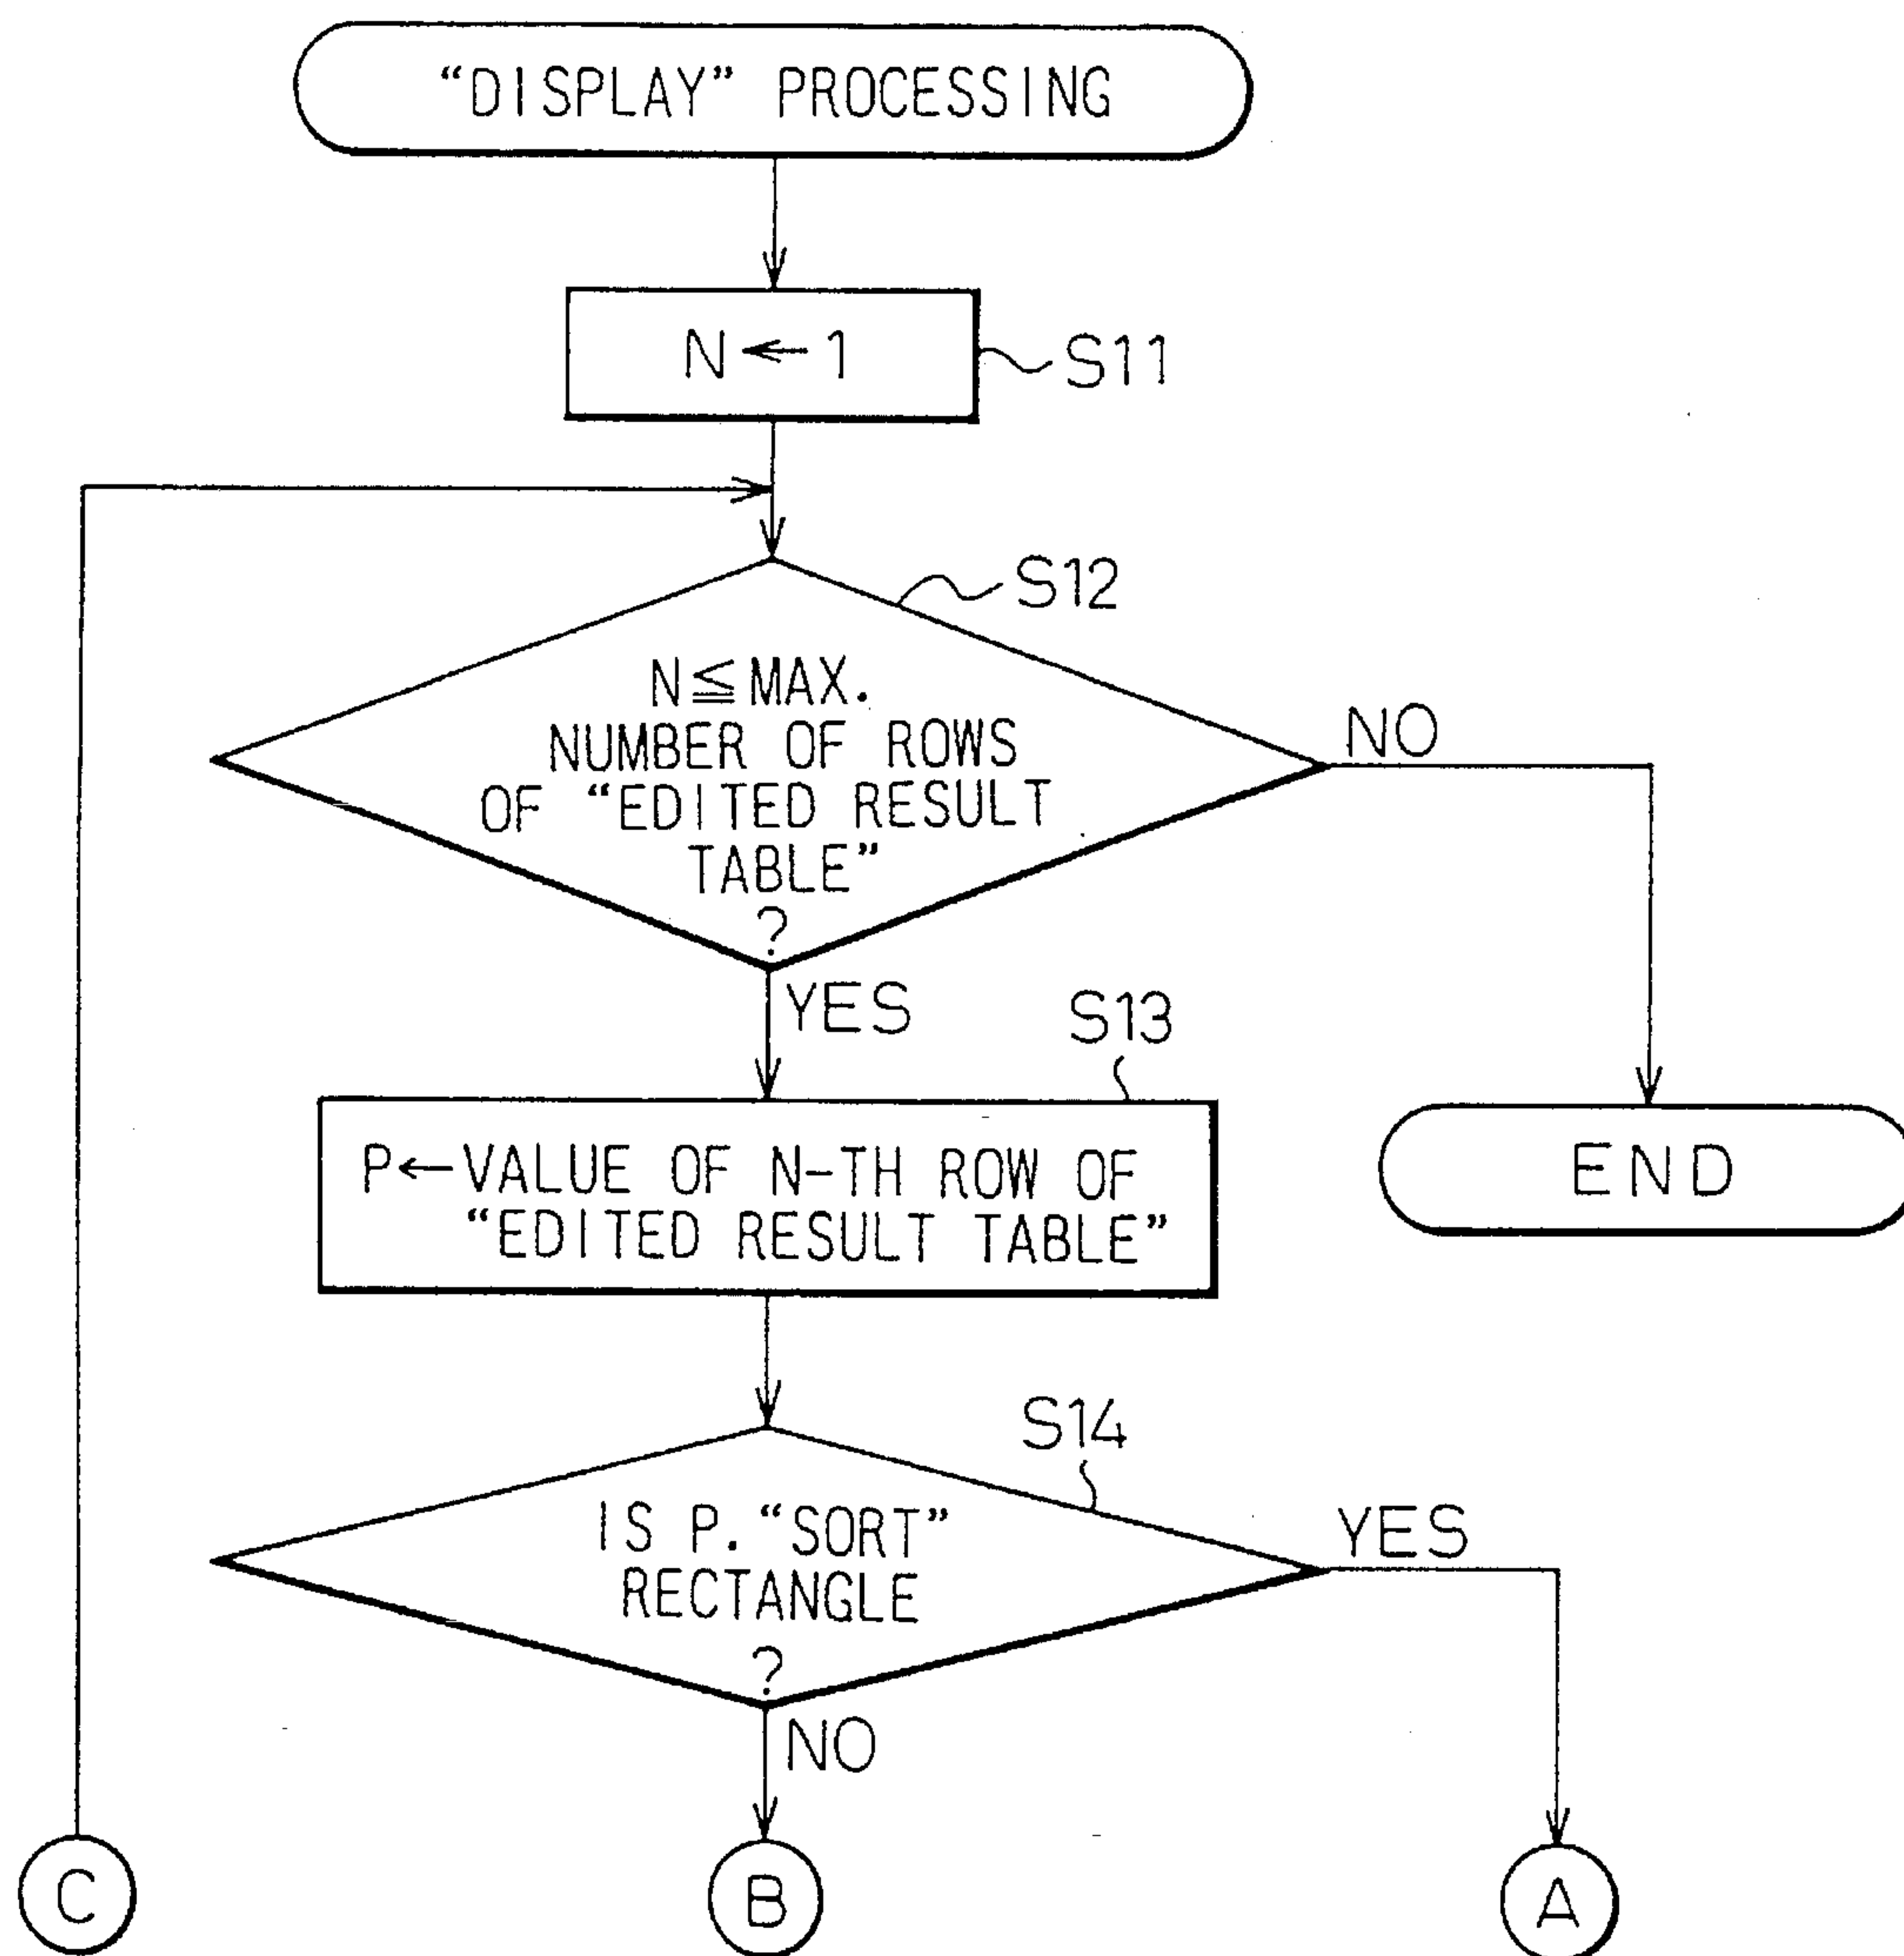 “DISPLAY” PROCESSING
N←1
S11
S12
N≦MAX.
NUMBER OF ROWS
OF “EDITED RESULT
TABLE”
?
NO
YES
S13
P←VALUE OF N-TH ROW OF
“EDITED RESULT TABLE”
END
S14
IS P. “SORT”
RECTANGLE
?
YES
NO
C
B
A